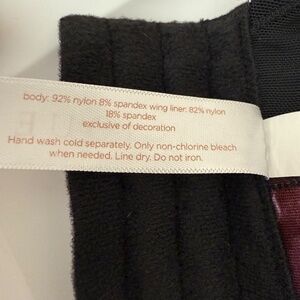 body: 92% nylon 8% spandex wing liner: 82% nylon
18% spandex
exclusive of decoration
Hand wash cold separately. Only non-chlorine bleach
when needed. Line dry. Do not iron.